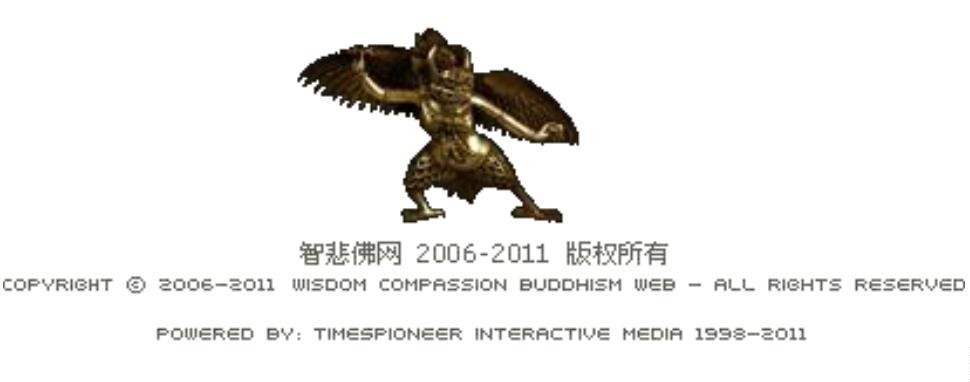 智悲佛网 2006-2011 版权所有
COPYRIGHT © 2006-2011 WISDOM COMPASSION BUDDHISM WEB - ALL RIGHTS RESERVED
POWERED BY: TIMESPIONEER INTERACTIVE MEDIA 1998-2011